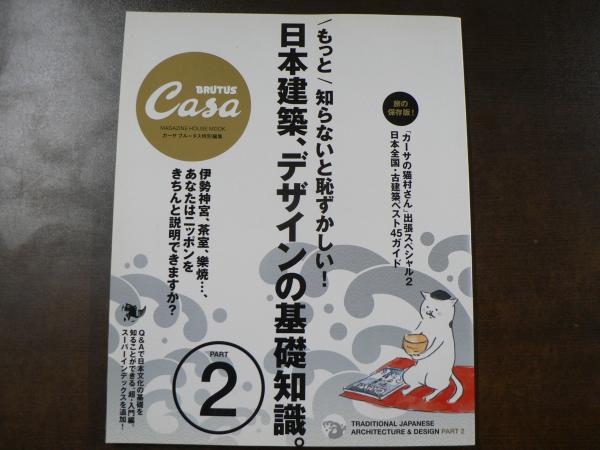 もっと
知らないと恥ずかしい!
日本建築、デザインの基礎知識。
BRUTUS
Casa
MAGAZINE HOUSE MOOK
カーサ ブルータス特別編集
旅の
保存版!
「カーサの猫村さん」出張スペシャル2
日本全国・古建築ベスト45ガイド
伊勢神宮、茶室、樂焼…、
あなたはニッポンを
きちんと説明できますか?
PART
2
Q&Aで日本文化の基礎を
知ることができる、超・入門編。
スーパーインデックスを追加!
TRADITIONAL JAPANESE
ARCHITECTURE & DESIGN PART 2